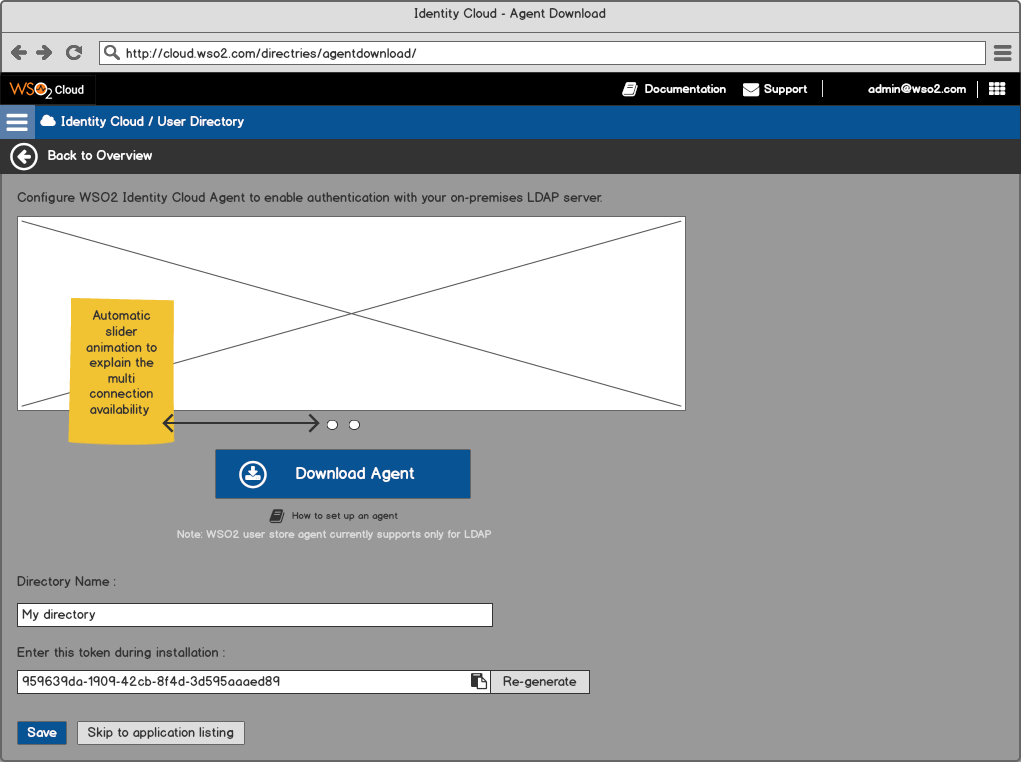 Identity Cloud - Agent Download
http://cloud.wso2.com/directries/agentdownload/
WSO2 Cloud
Documentation
Support
admin@wso2.com
Identity Cloud / User Directory
Back to Overview
Configure WSO2 Identity Cloud Agent to enable authentication with your on-premises LDAP server.
Automatic
slider
animation to
explain the
multi
connection
availability
Download Agent
How to set up an agent
Note: WSO2 user store agent currently supports only for LDAP
Directory Name :
My directory
Enter this token during installation :
959639da-1909-42cb-8f4d-3d595aaaed89
Re-generate
Save
Skip to application listing